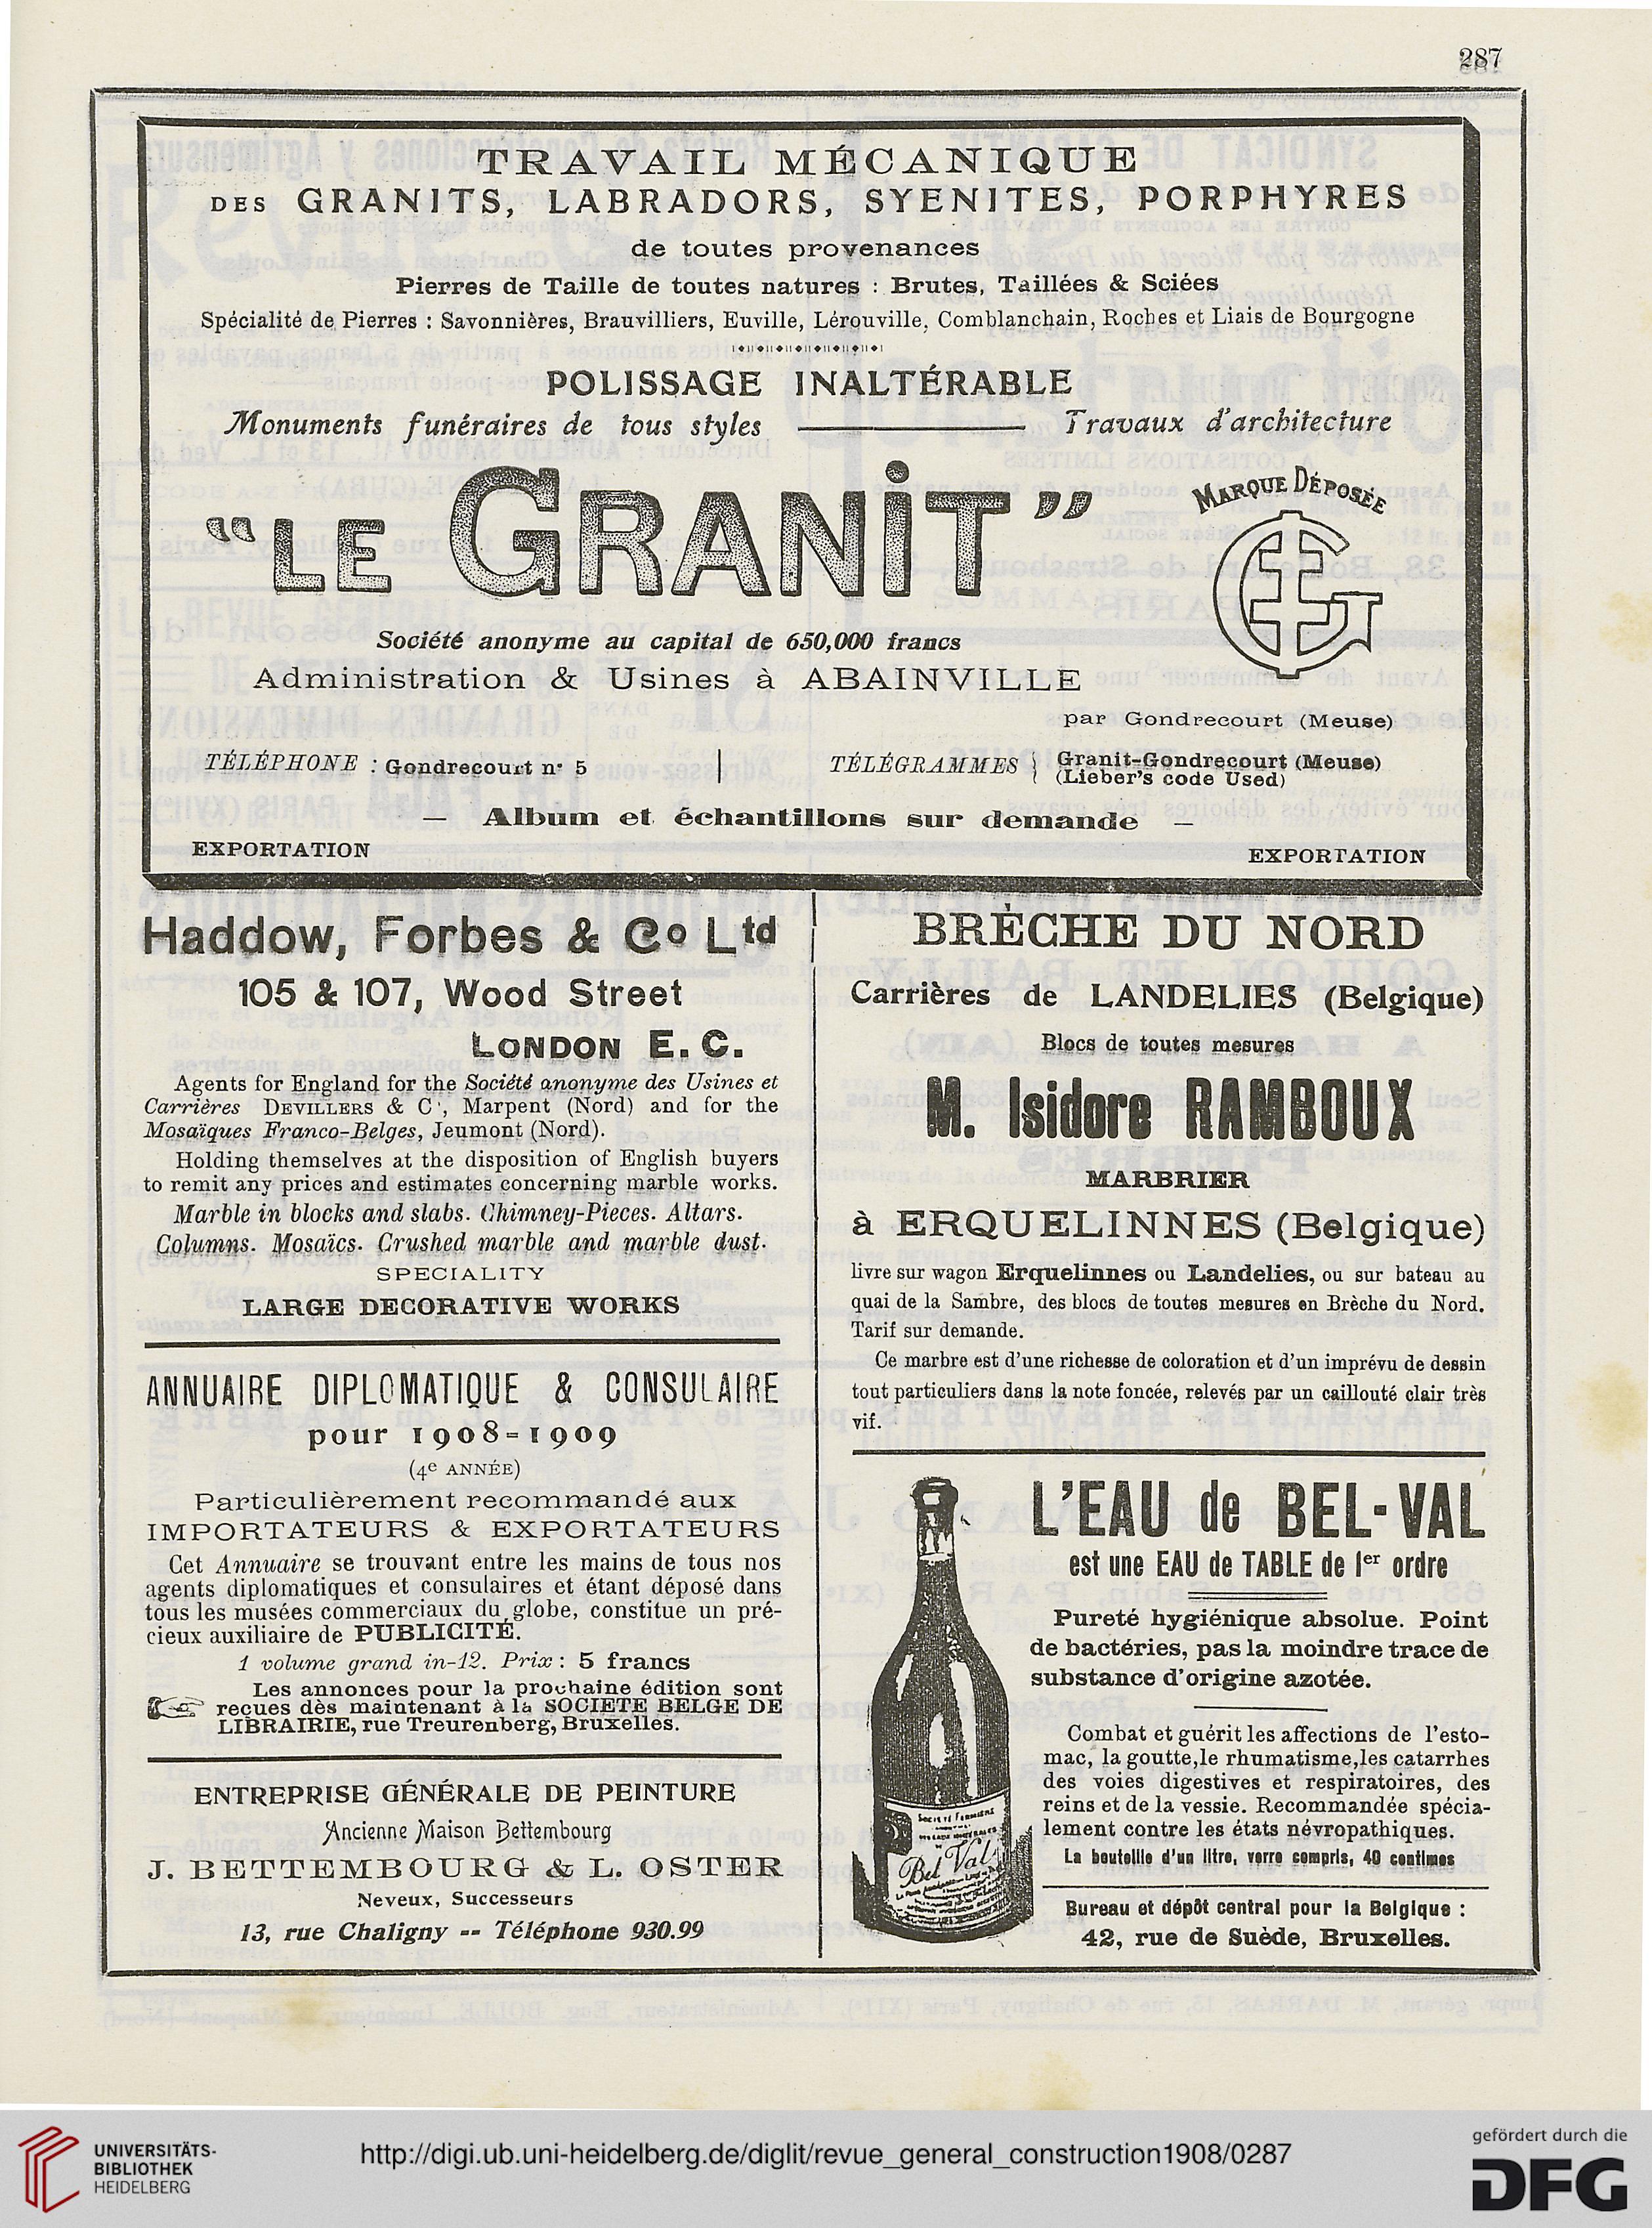 287
TRAVAIL MÉCANIQUE
DES GRANITS, LABRADORS, SYENITES, PORPHYRES
de toutes provenances
Pierres de Taille de toutes natures : Brutes, Taillées & Sciées
Spécialité de Pierres : Savonnières, Brauvilliers, Euville, Lérouville, Comblanchain, Roches et Liais de Bourgogne
POLISSAGE INALTÉRABLE
Monuments funéraires de tous styles ——— Travaux d'architecture
“LE GRANIT”
MARQUE DÉPOSÉE
Société anonyme au capital de 650,000 francs
Administration & Usines à ABAINVILLE
par Gondrecourt (Meuse)
TÉLÉPHONE : Gondrecourt n° 5
TÉLÉGRAMMES } Granit-Gondrecourt (Meuse)
(Lieber's code Used)
— Album et échantillons sur demande —
EXPORTATION EXPORTATION
Haddow, Forbes & Co Ltd
105 & 107, Wood Street
LONDON E. C.
Agents for England for the Société anonyme des Usines et
Carrières DEVILLERS & C', Marpent (Nord) and for the
Mosaïques Franco-Belges, Jeumont (Nord).
Holding themselves at the disposition of English buyers
to remit any prices and estimates concerning marble works.
Marble in blocks and slabs. Chimney-Pieces. Altars.
Columns. Mosaïcs. Crushed marble and marble dust.
SPECIALITY
LARGE DECORATIVE WORKS
ANNUAIRE DIPLOMATIQUE & CONSULAIRE
pour 1908-1909
(4e ANNÉE)
Particulièrement recommandé aux
IMPORTATEURS & EXPORTATEURS
Cet Annuaire se trouvant entre les mains de tous nos
agents diplomatiques et consulaires et étant déposé dans
tous les musées commerciaux du globe, constitue un pré-
cieux auxiliaire de PUBLICITÉ.
1 volume grand in-12. Prix : 5 francs
Les annonces pour la prochaine édition sont
reçues dès maintenant à la SOCIETE BELGE DE
LIBRAIRIE, rue Treurenberg, Bruxelles.
ENTREPRISE GÉNÉRALE DE PEINTURE
Ancienne Maison Bettembourg
J. BETTEMBOURG & L. OSTER
Neveux, Successeurs
13, rue Chaligny -- Téléphone 930.99
BRÈCHE DU NORD
Carrières de LANDELIES (Belgique)
Blocs de toutes mesures
M. Isidore RAMBOUX
MARBRIER
à ERQUELINNES (Belgique)
livre sur wagon Erquelinnes ou Landelies, ou sur bateau au
quai de la Sambre, des blocs de toutes mesures en Brèche du Nord.
Tarif sur demande.
Ce marbre est d'une richesse de coloration et d'un imprévu de dessin
tout particuliers dans la note foncée, relevés par un caillouté clair très
vif.
L'EAU de BEL-VAL
est une EAU de TABLE de 1er ordre
Pureté hygiénique absolue. Point
de bactéries, pas la moindre trace de
substance d'origine azotée.
Combat et guérit les affections de l'esto-
mac, la goutte,le rhumatisme,les catarrhes
des voies digestives et respiratoires, des
reins et de la vessie. Recommandée spécia-
lement contre les états névropathiques.
La bouteille d'un litre, verre compris, 40 centimes
Bureau et dépôt central pour la Belgique :
42, rue de Suède, Bruxelles.
SOCIÉTÉ FERMIÈRE
Bel Val
UNIVERSITÄTS-
BIBLIOTHEK
HEIDELBERG
http://digi.ub.uni-heidelberg.de/diglit/revue_general_construction1908/0287
gefördert durch die
DFG